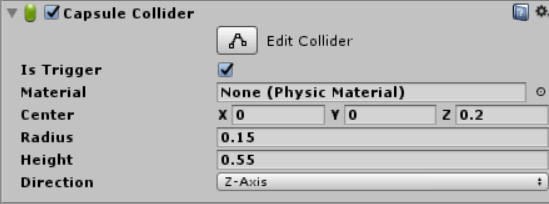 Capsule Collider
Edit Collider
Is Trigger
Material None (Physic Material)
Center X 0 Y 0 Z 0.2
Radius 0.15
Height 0.55
Direction Z-Axis